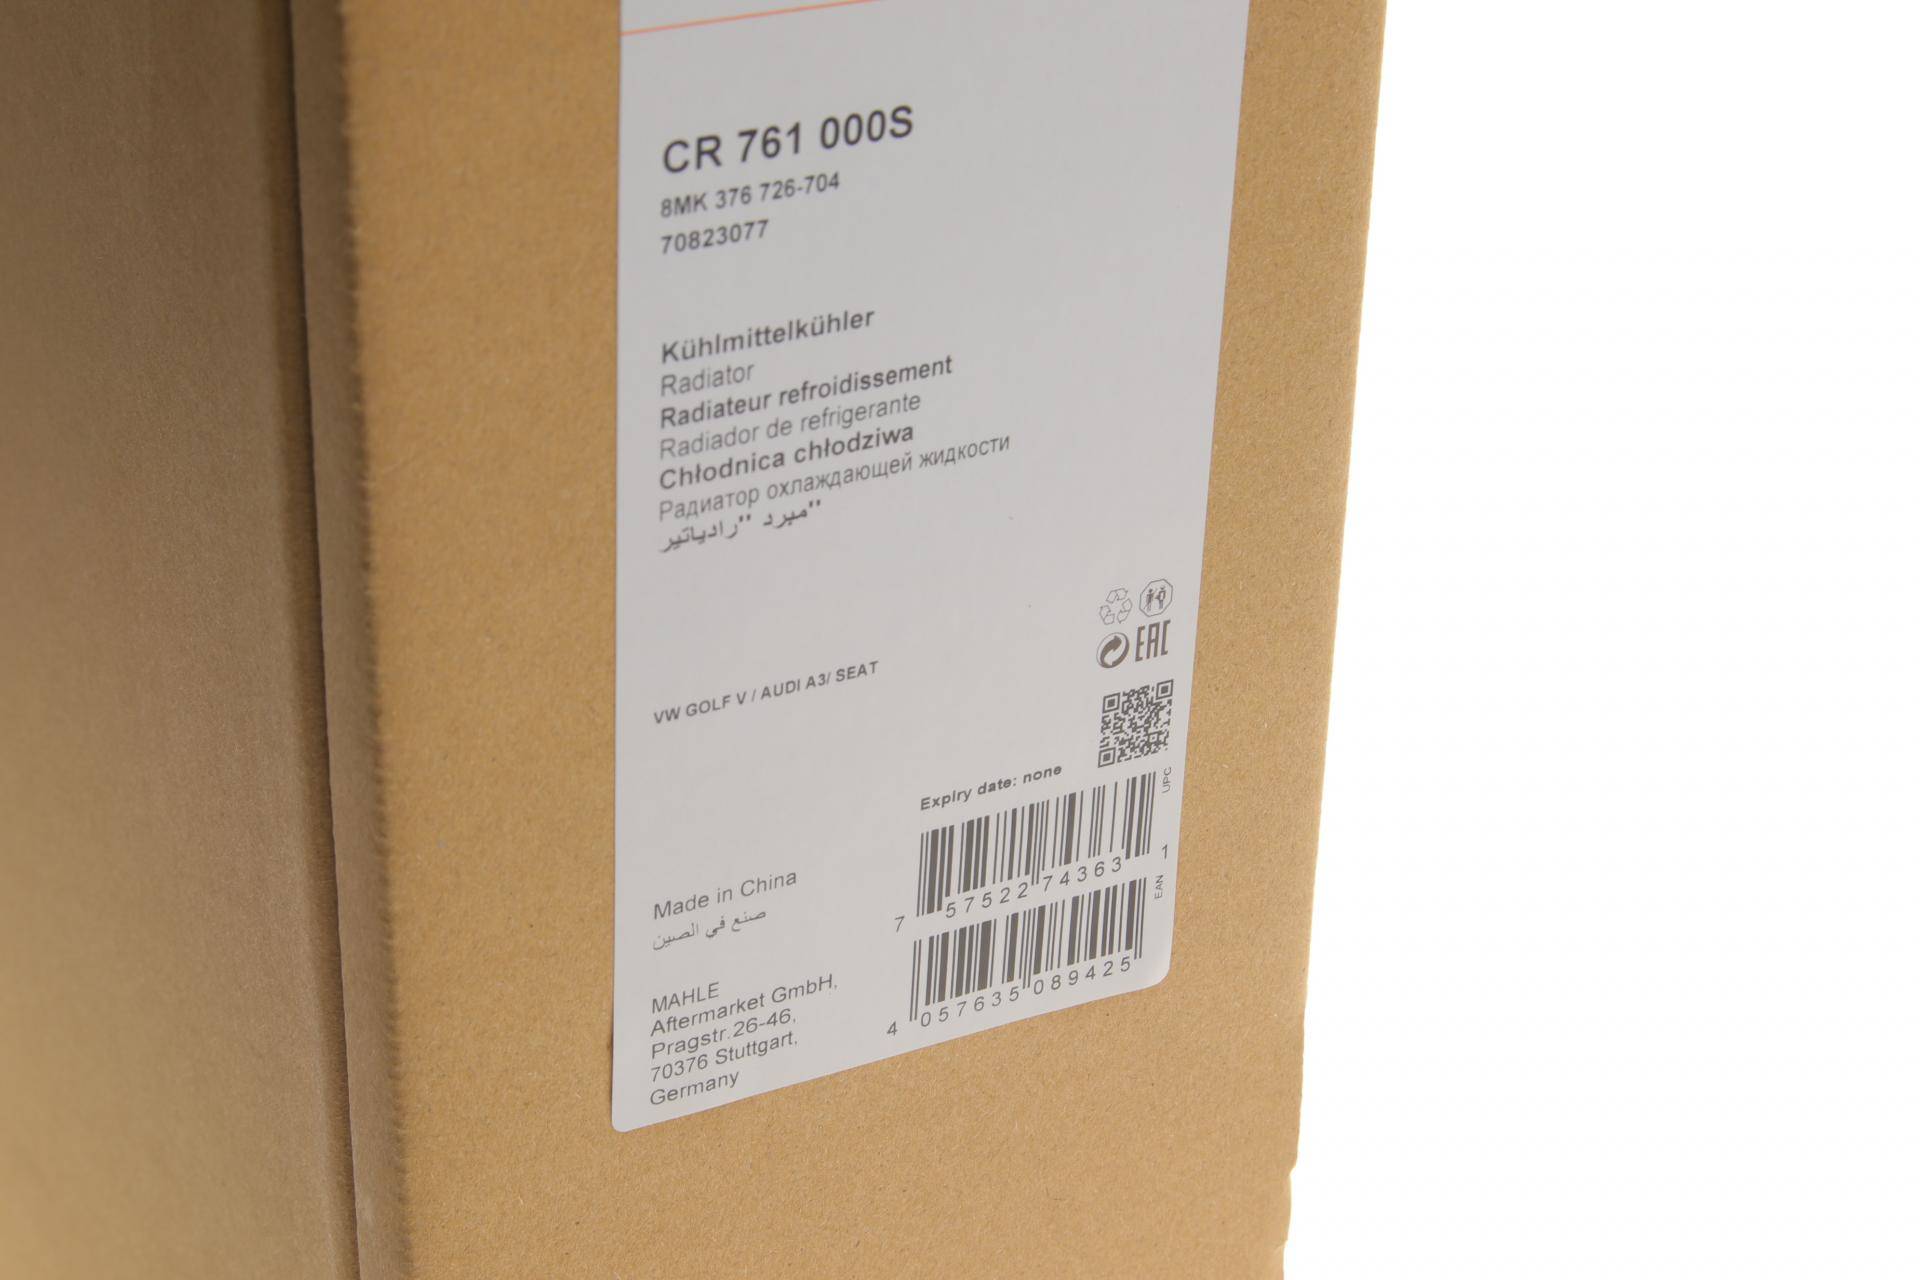 CR 761 000S
8MK 376 726-704
70823077
Kühlmittelkühler
Radiator
Radiateur refroidissement
Radiador de refrigerante
Chłodnica chłodziwa
Радиатор охлаждающей жидкости
مبرد "رادياتير"
EAC
VW GOLF V / AUDI A3/ SEAT
Expiry date: none
UPC
7 57522 74363 1
Made in China
صنع في الصين
EAN
4 057635 089425
MAHLE
Aftermarket GmbH,
Pragstr.26-46,
70376 Stuttgart,
Germany